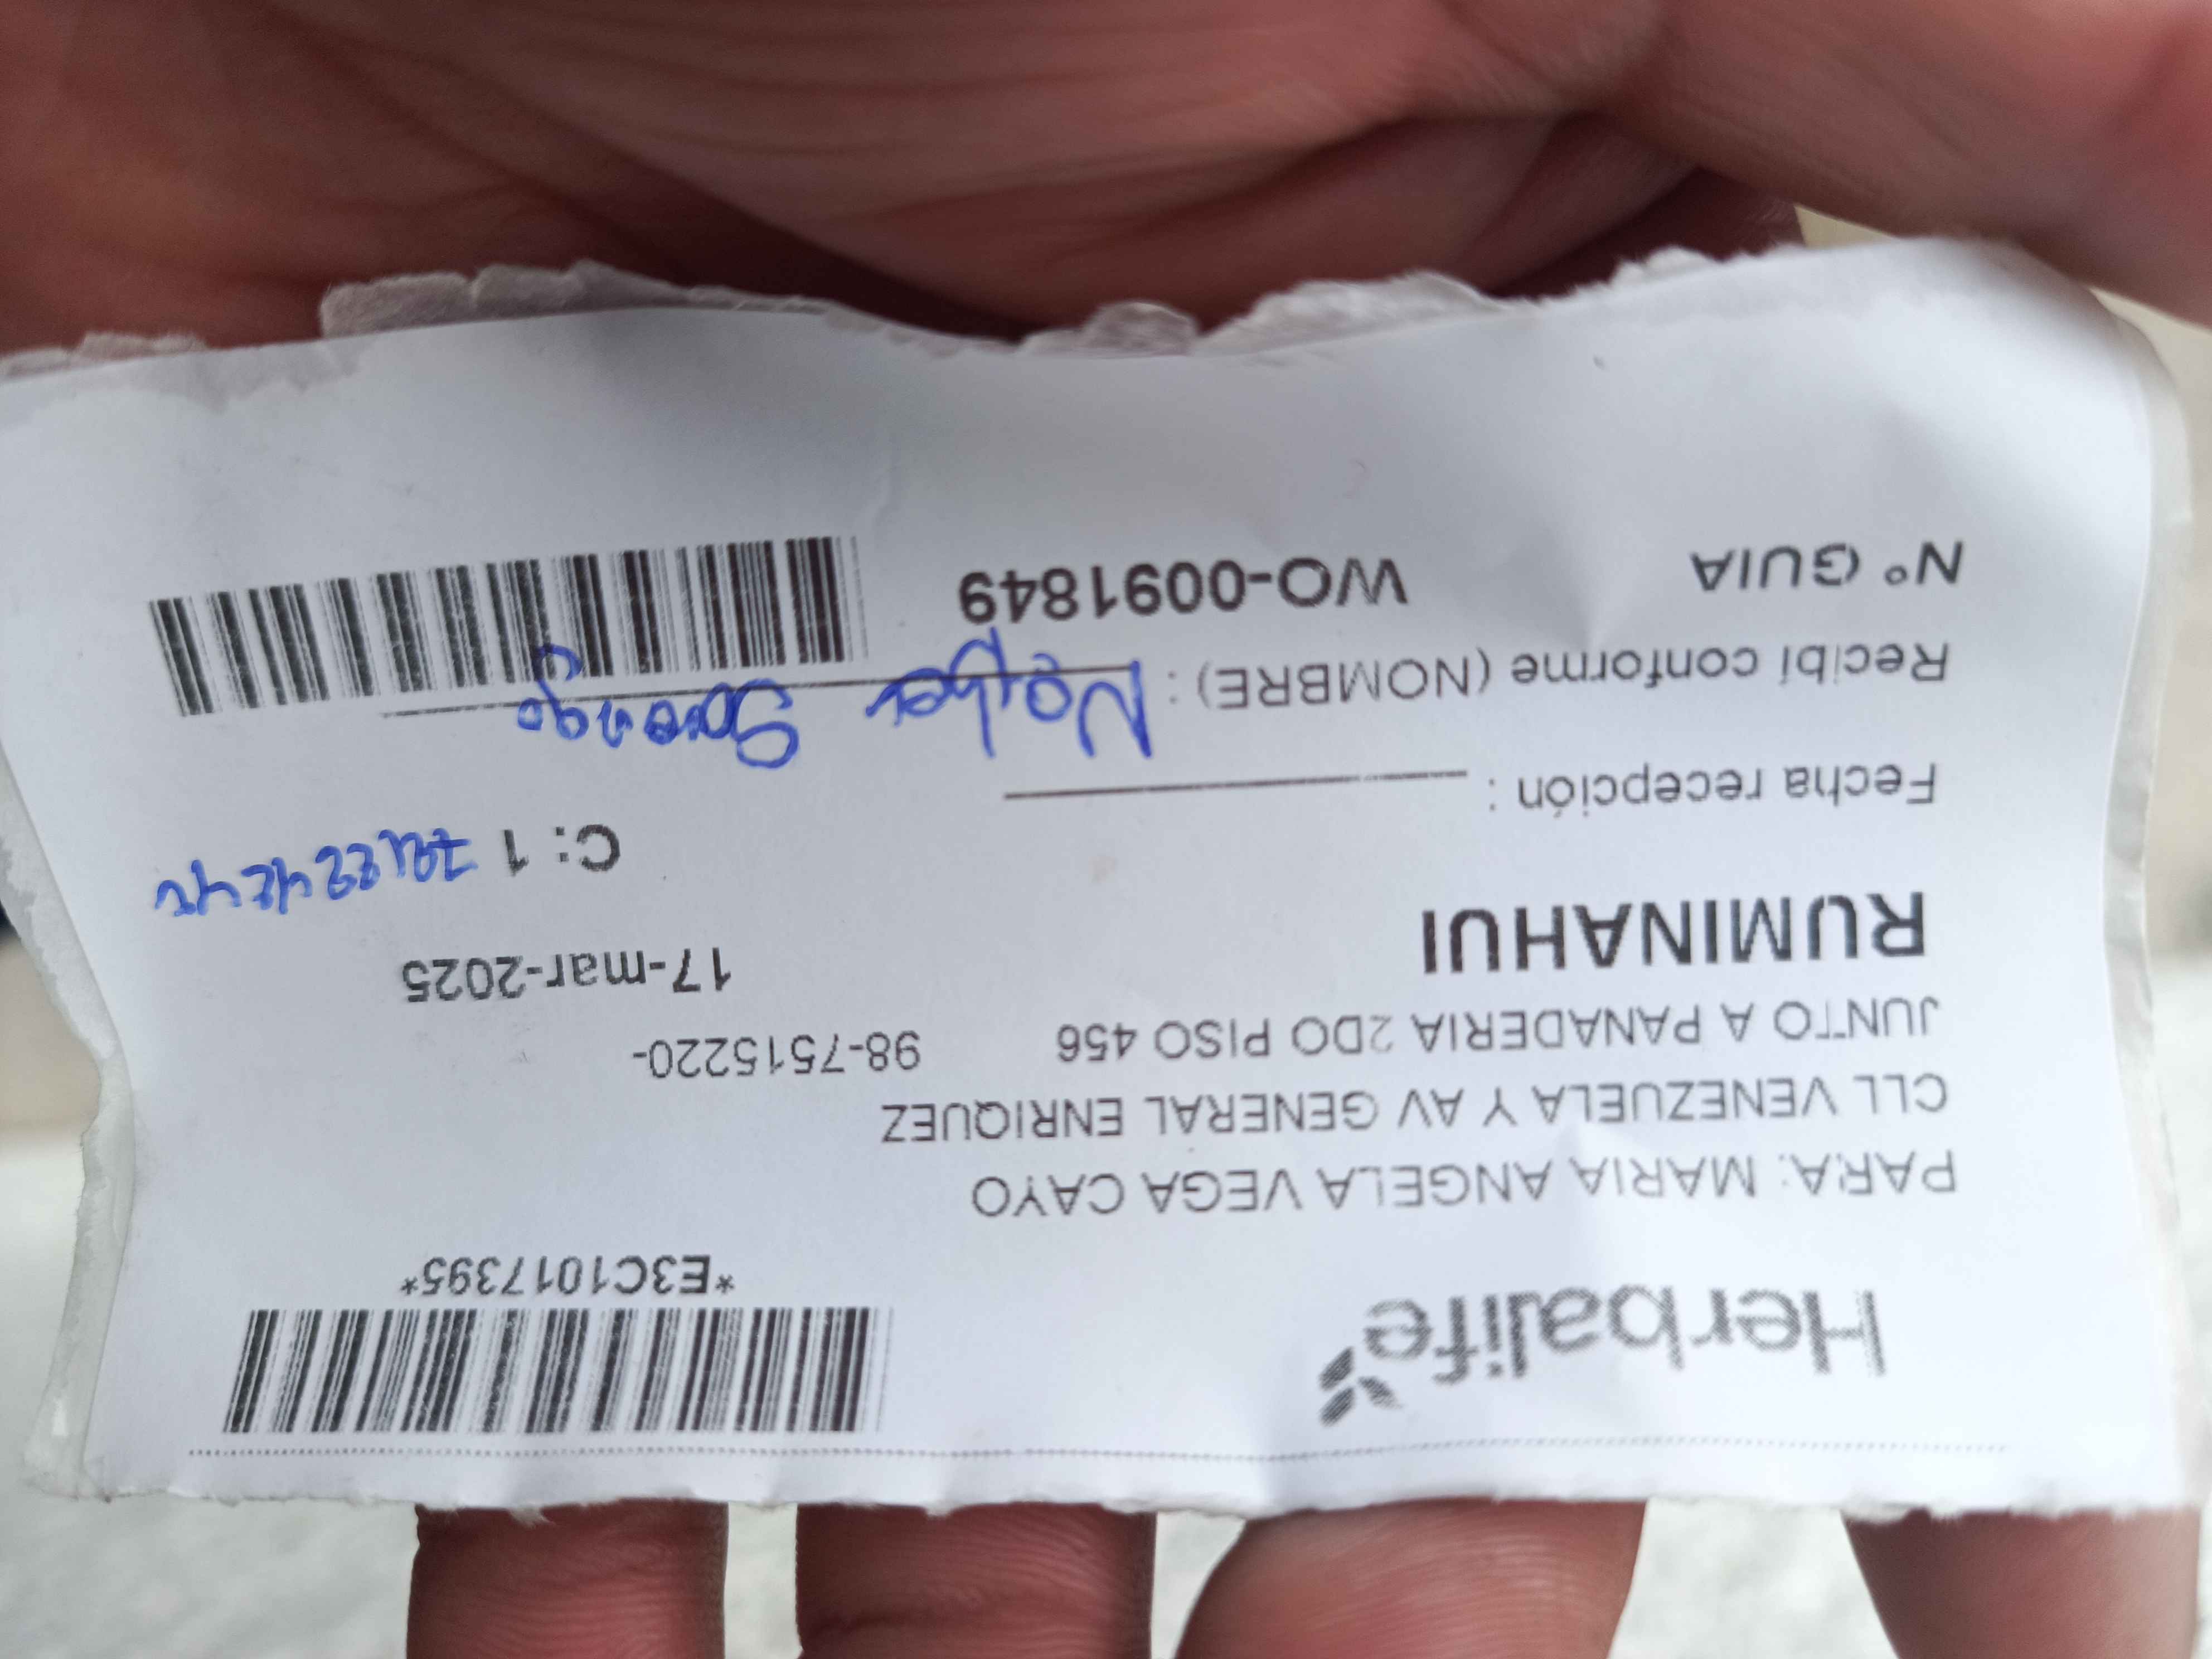 Herbalife
*E3C1017395*
PARA: MARIA ANGELA VEGA CAYO
CLL VENEZUELA Y AV GENERAL ENRIQUEZ
JUNTO A PANADERIA 2DO PISO 456 98-7515220-
RUMINAHUI 17-mar-2025
Fecha recepción : C: 1
Recibí conforme (NOMBRE) :
N° GUIA WO-0091849